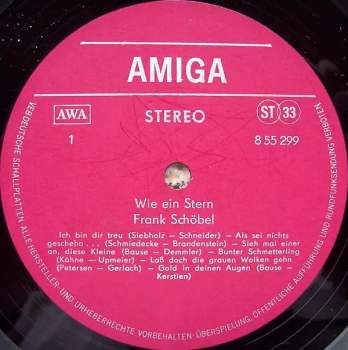 AMIGA
AWA
STEREO
ST 33
1
8 55 299
Wie ein Stern
Frank Schöbel
Ich bin dir treu (Siebholz – Schneider) – Als sei nichts
geschehn . . . (Schmiedecke – Brandenstein) – Sieh mal einer
an, diese Kleine (Bause – Demmler) – Bunter Schmetterling
(Kähne – Upmeier) – Laß doch die grauen Wolken gehn
(Petersen – Gerlach) – Gold in deinen Augen (Bause –
Kerstien)
VEB DEUTSCHE SCHALLPLATTEN ALLE HERSTELLER- UND URHEBERRECHTE VORBEHALTEN · ÜBERSPIELUNG, ÖFFENTLICHE AUFFÜHRUNG UND RUNDFUNKSENDUNG VERBOTEN